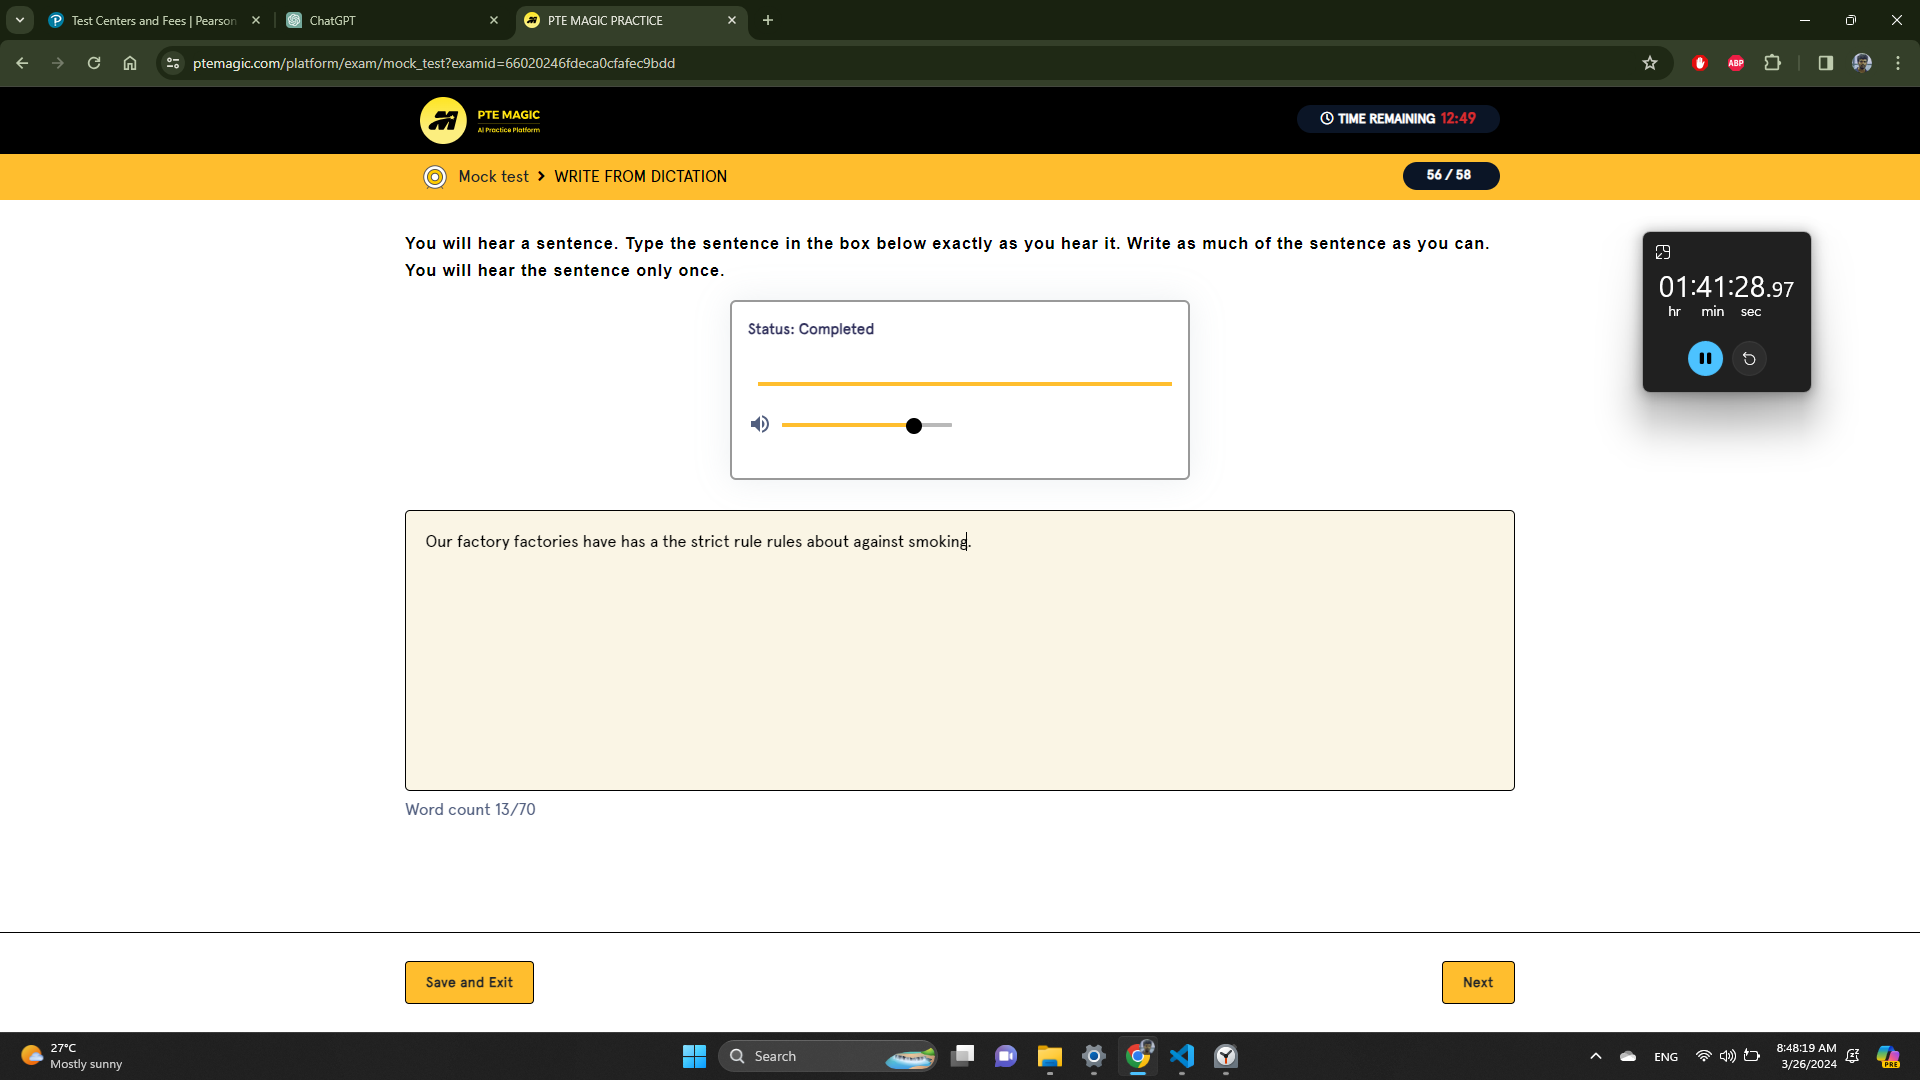 Test Centers and Fees | Pearson
ChatGPT
PTE MAGIC PRACTICE
ptemagic.com/platform/exam/mock_test?examid=66020246fdeca0cfafec9bdd
ABP
PTE MAGIC
AI Practice Platform
TIME REMAINING 12:49
Mock test > WRITE FROM DICTATION
56 / 58
You will hear a sentence. Type the sentence in the box below exactly as you hear it. Write as much of the sentence as you can.
You will hear the sentence only once.
01:41:28.97
hr min sec
Status: Completed
Our factory factories have has a the strict rule rules about against smoking.
Word count 13/70
Save and Exit
Next
27°C
Mostly sunny
Search
ENG
8:48:19 AM
3/26/2024
PRE